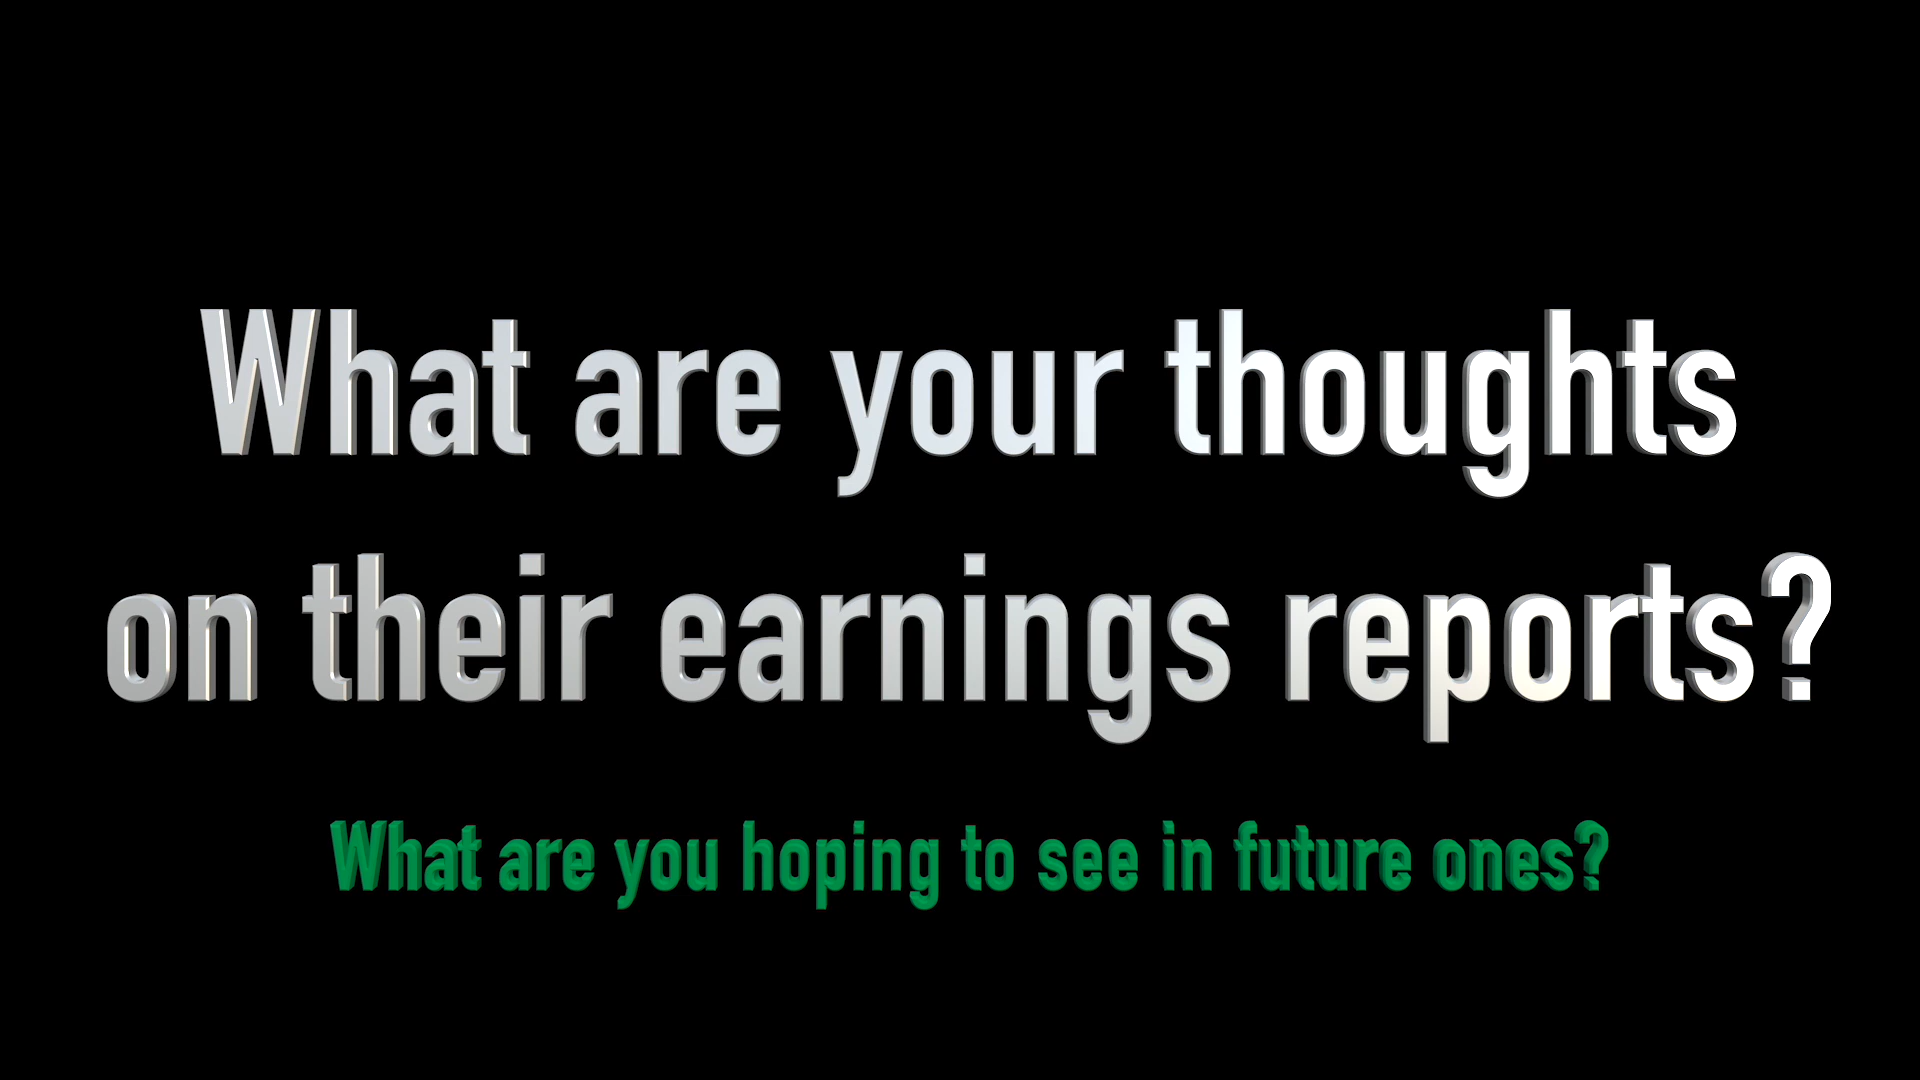 What are your thoughts
on their earnings reports?
What are you hoping to see in future ones?